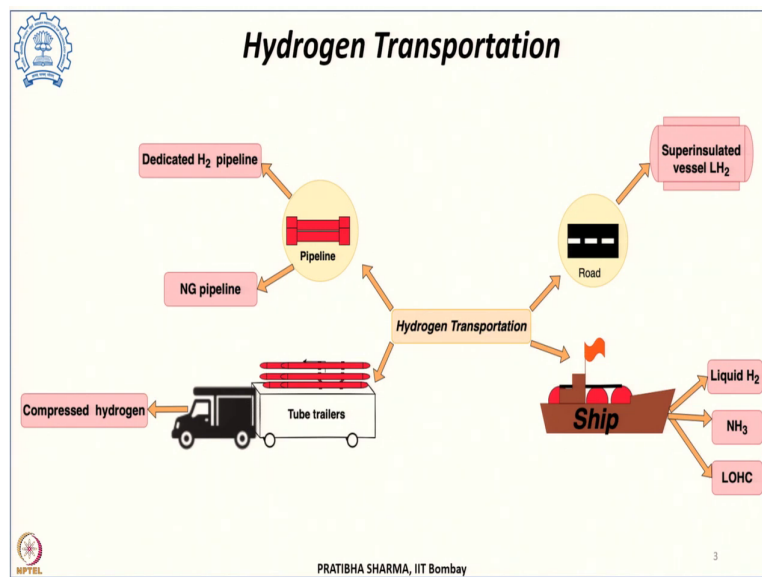 Hydrogen Transportation
Dedicated H₂ pipeline
Superinsulated
vessel LH₂
Pipeline
Road
NG pipeline
Hydrogen Transportation
Compressed hydrogen
Tube trailers
Ship
Liquid H₂
NH₃
LOHC
NPTEL
PRATIBHA SHARMA, IIT Bombay
3